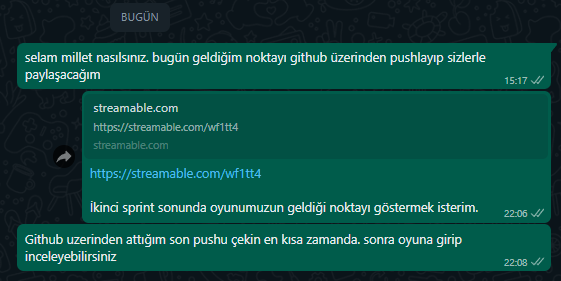 BUGÜN
selam millet nasılsınız. bugün geldiğim noktayı github üzerinden pushlayıp sizlerle
paylaşacağım
15:17
streamable.com
https://streamable.com/wf1tt4
streamable.com
https://streamable.com/wf1tt4
İkinci sprint sonunda oyunumuzun geldiği noktayı göstermek isterim.
22:06
Github uzerinden attığım son pushu çekin en kısa zamanda. sonra oyuna girip
inceleyebilirsiniz
22:08